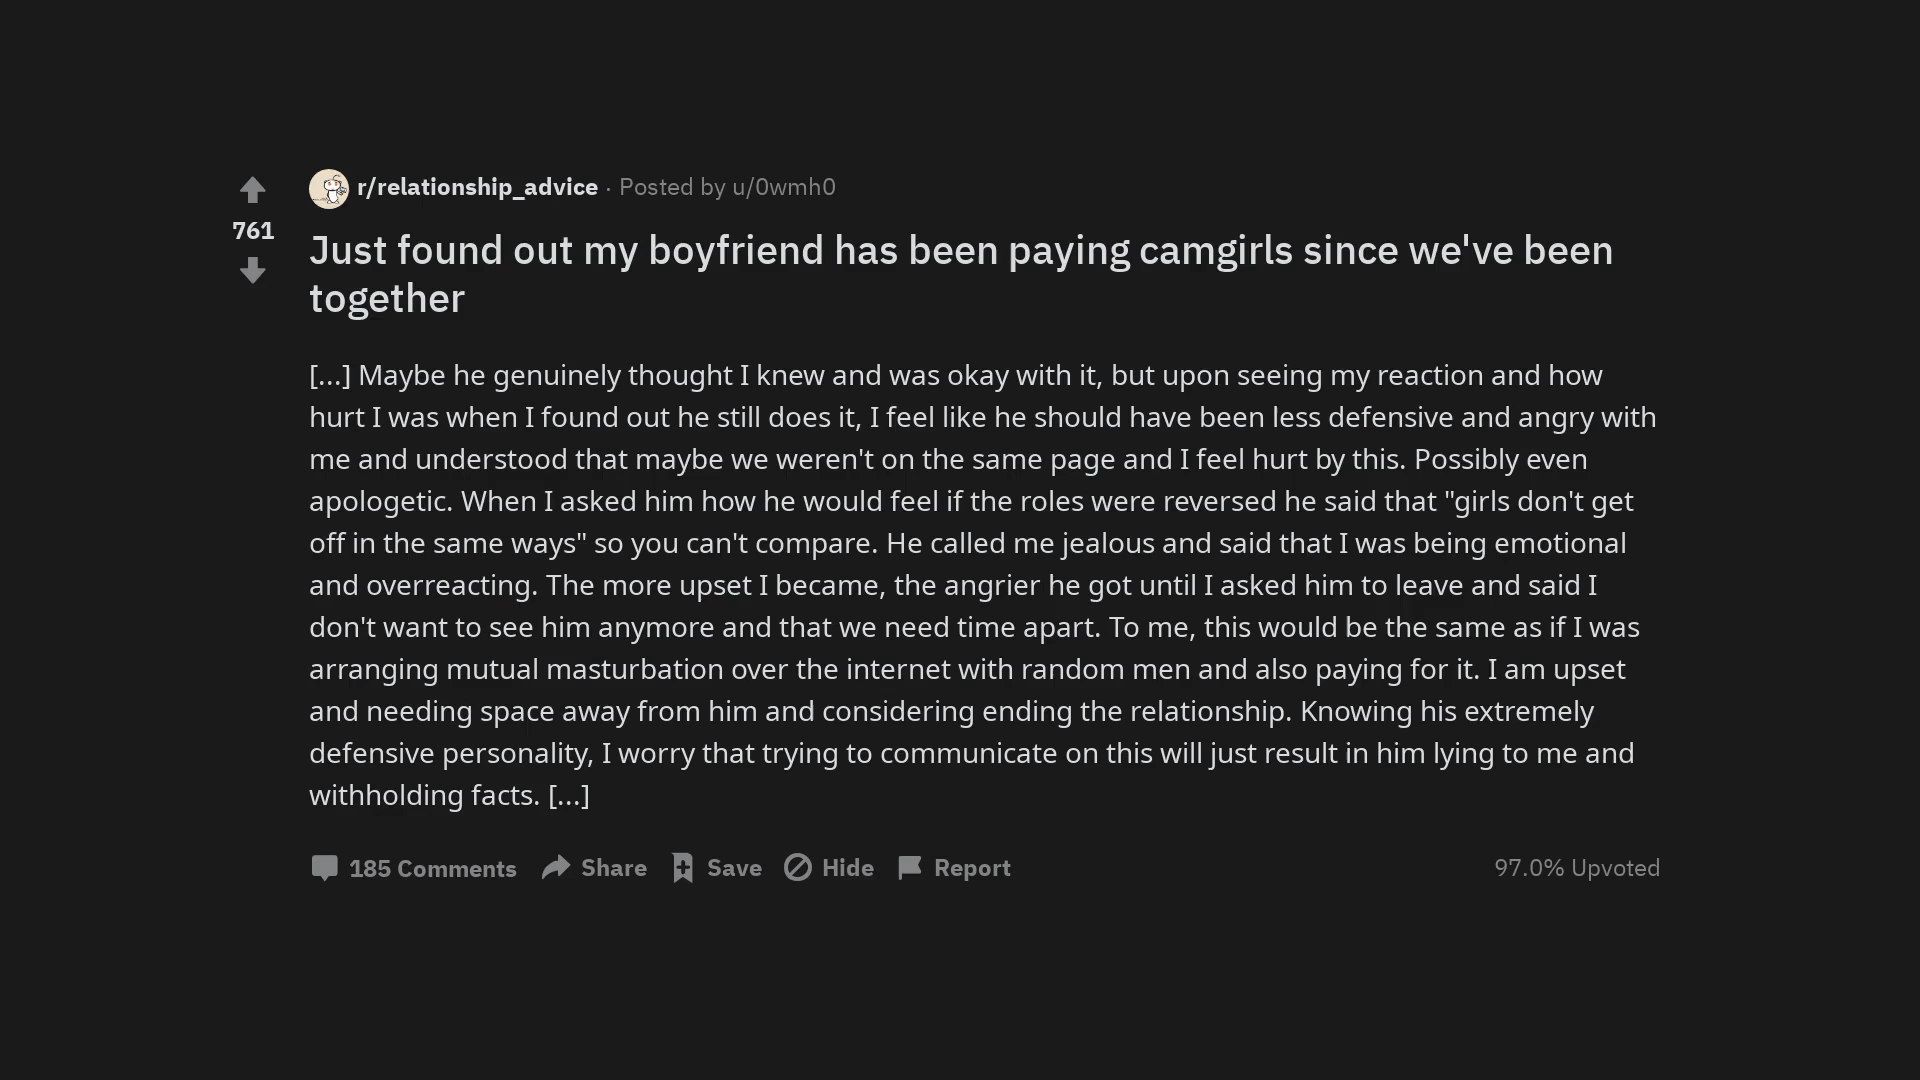 r/relationship_advice · Posted by u/0wmh0
761
Just found out my boyfriend has been paying camgirls since we've been
together
[...] Maybe he genuinely thought I knew and was okay with it, but upon seeing my reaction and how
hurt I was when I found out he still does it, I feel like he should have been less defensive and angry with
me and understood that maybe we weren't on the same page and I feel hurt by this. Possibly even
apologetic. When I asked him how he would feel if the roles were reversed he said that "girls don't get
off in the same ways" so you can't compare. He called me jealous and said that I was being emotional
and overreacting. The more upset I became, the angrier he got until I asked him to leave and said I
don't want to see him anymore and that we need time apart. To me, this would be the same as if I was
arranging mutual masturbation over the internet with random men and also paying for it. I am upset
and needing space away from him and considering ending the relationship. Knowing his extremely
defensive personality, I worry that trying to communicate on this will just result in him lying to me and
withholding facts. [...]
185 Comments Share Save Hide Report 97.0% Upvoted